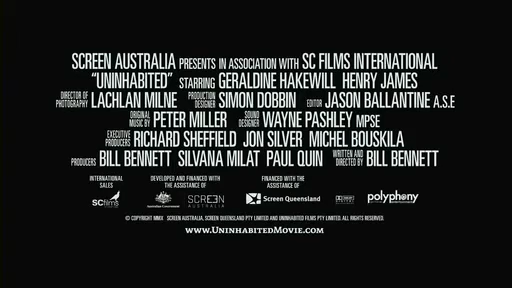 SCREEN AUSTRALIA PRESENTS IN ASSOCIATION WITH SC FILMS INTERNATIONAL
"UNINHABITED" STARRING GERALDINE HAKEWILL HENRY JAMES
DIRECTOR OF PHOTOGRAPHY LACHLAN MILNE PRODUCTION DESIGNER SIMON DOBBIN EDITOR JASON BALLANTINE A.S.E
ORIGINAL MUSIC BY PETER MILLER SOUND DESIGNER WAYNE PASHLEY MPSE
EXECUTIVE PRODUCERS RICHARD SHEFFIELD JON SILVER MICHEL BOUSKILA
PRODUCERS BILL BENNETT SILVANA MILAT PAUL QUIN WRITTEN AND DIRECTED BY BILL BENNETT
INTERNATIONAL SALES
DEVELOPED AND FINANCED WITH THE ASSISTANCE OF
FINANCED WITH THE ASSISTANCE OF
SCfilms
Australian Government
SCREEN AUSTRALIA
Screen Queensland
polyphony
© COPYRIGHT MMX SCREEN AUSTRALIA, SCREEN QUEENSLAND PTY LIMITED AND UNINHABITED FILMS PTY LIMITED. ALL RIGHTS RESERVED.
WWW.UNINHABITEDMOVIE.COM